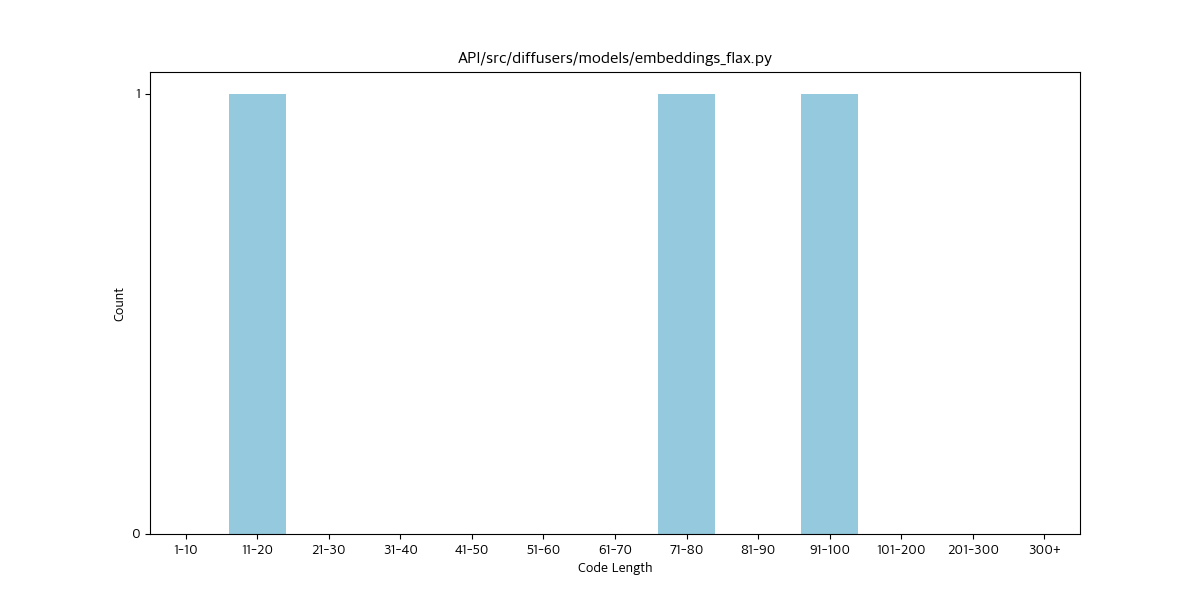 API/src/diffusers/models/embeddings_flax.py
1
Count
0
1-10 11-20 21-30 31-40 41-50 51-60 61-70 71-80 81-90 91-100 101-200 201-300 300+
Code Length